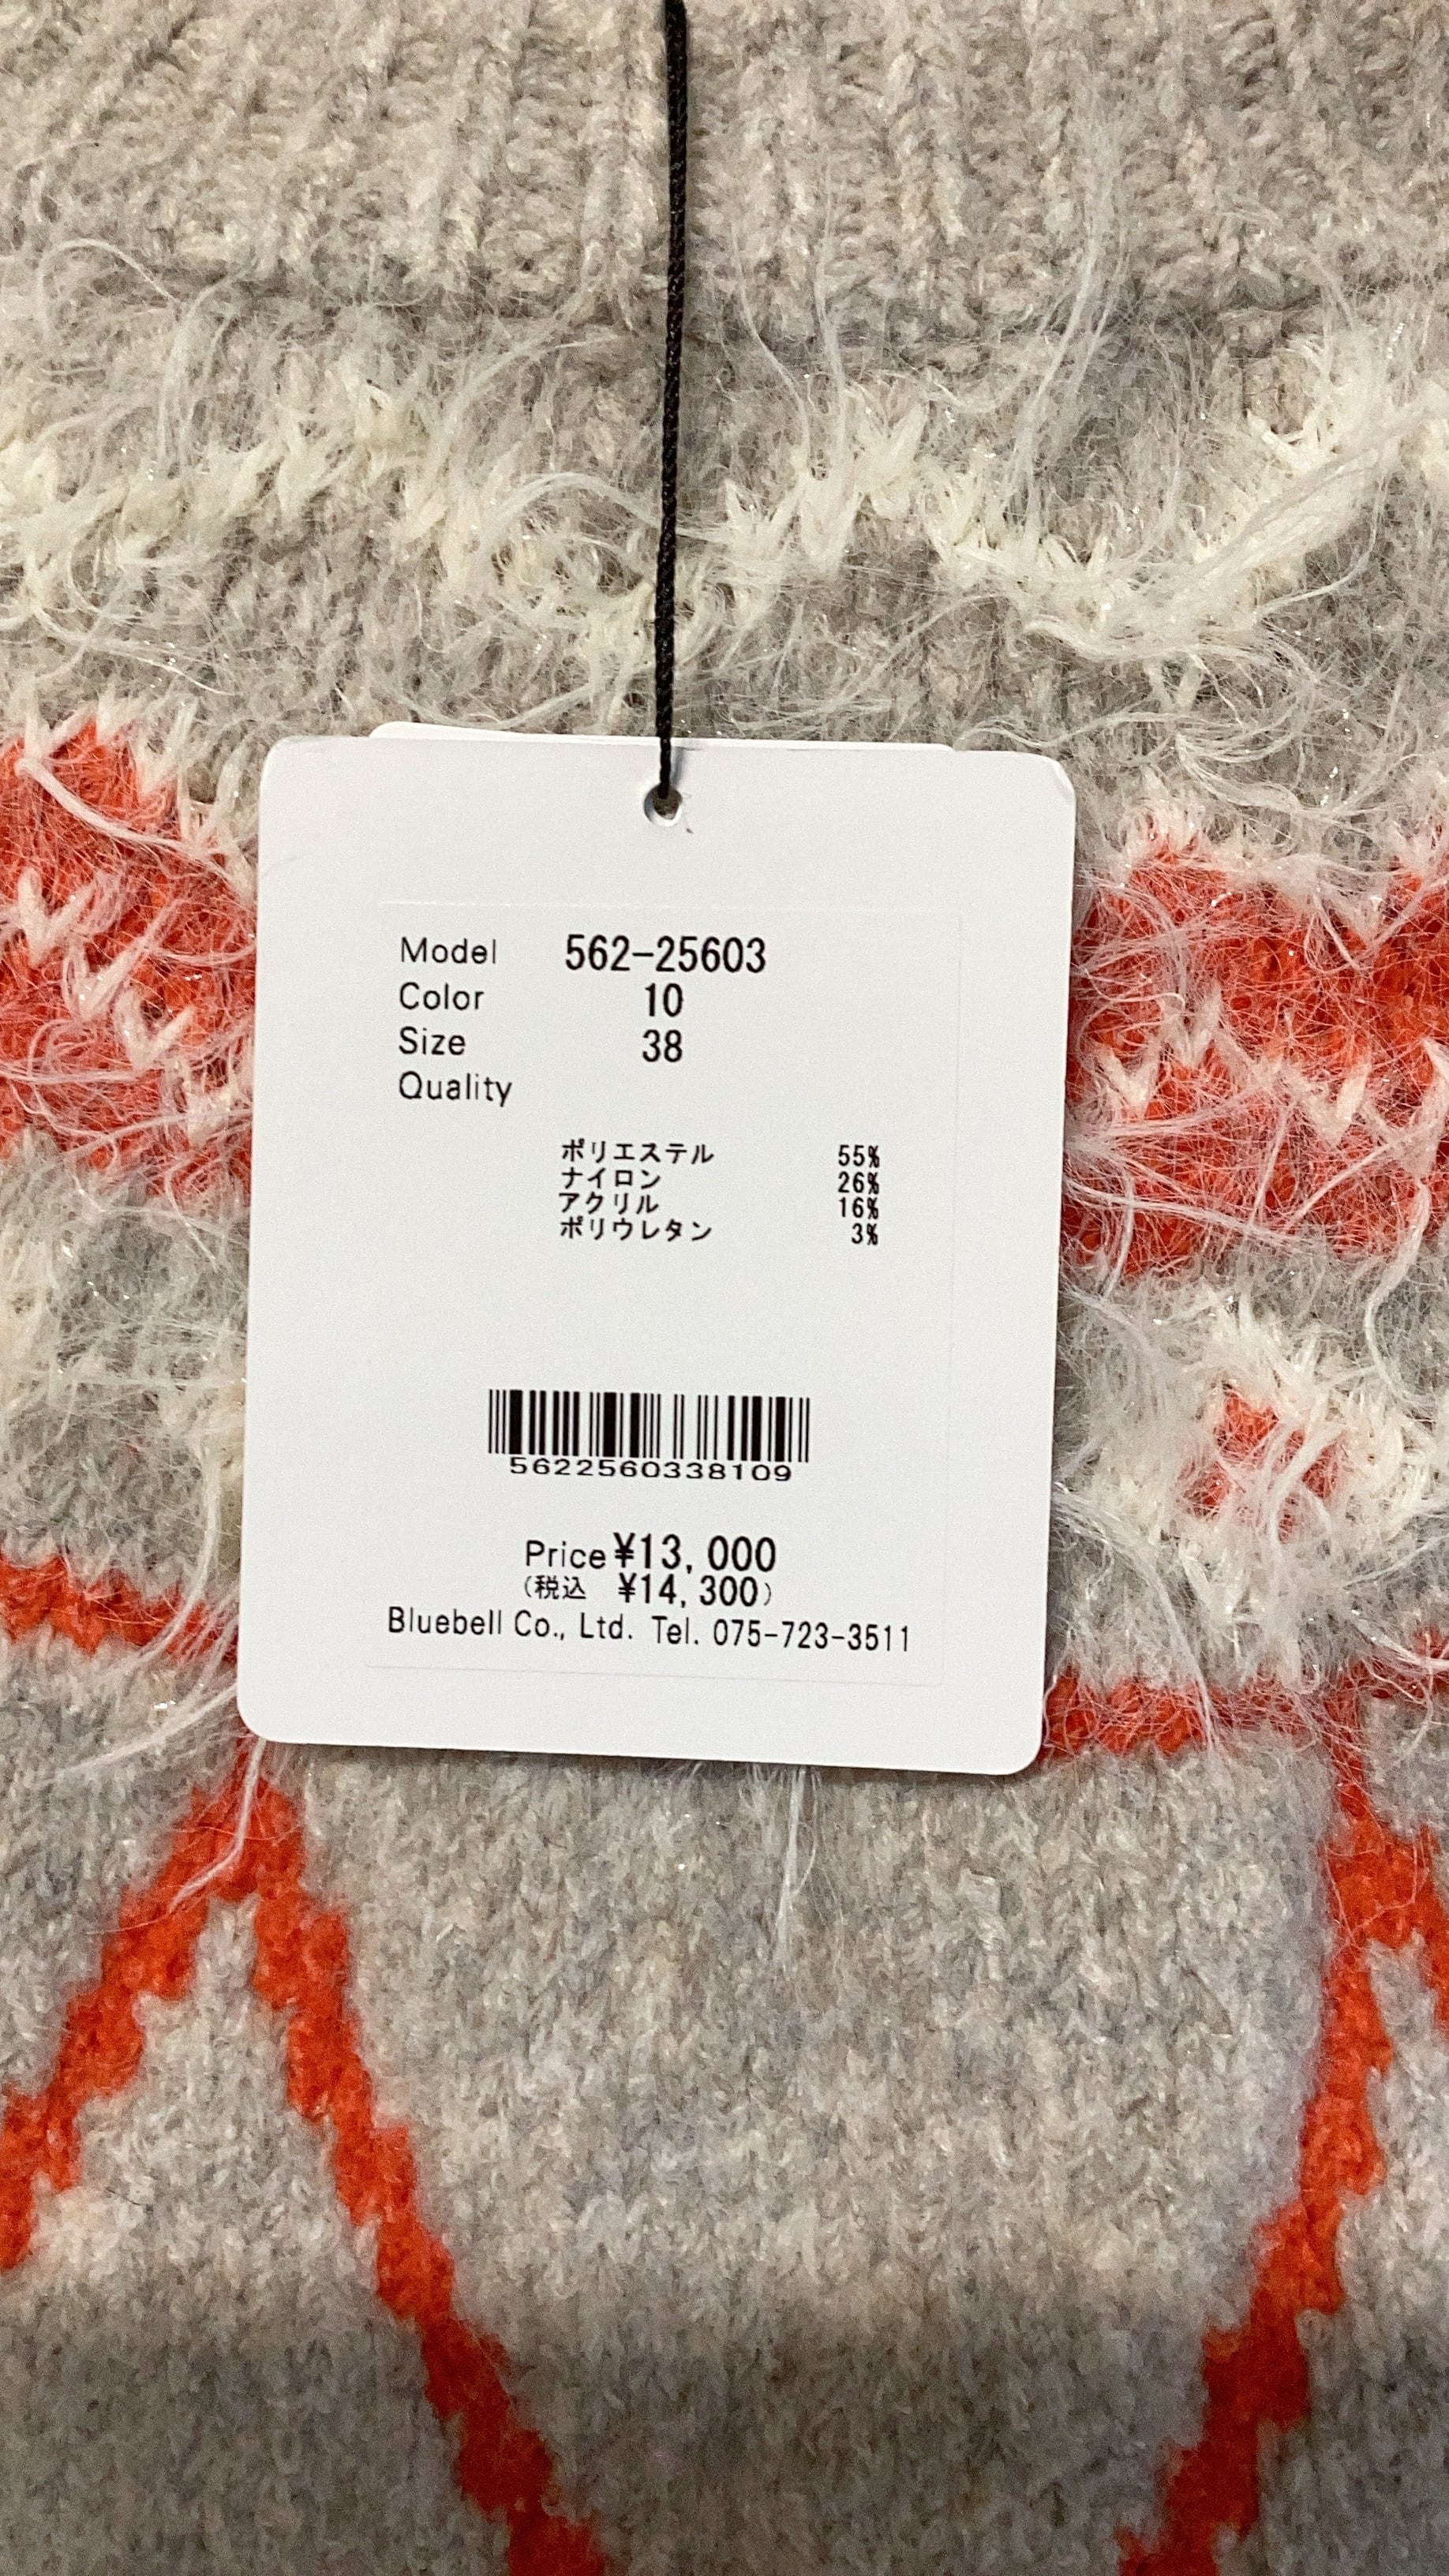 Model 562-25603
Color 10
Size 38
Quality
ポリエステル 55%
ナイロン 26%
アクリル 16%
ポリウレタン 3%
5622560338109
Price ¥13,000
(税込 ¥14,300)
Bluebell Co., Ltd. Tel. 075-723-3511